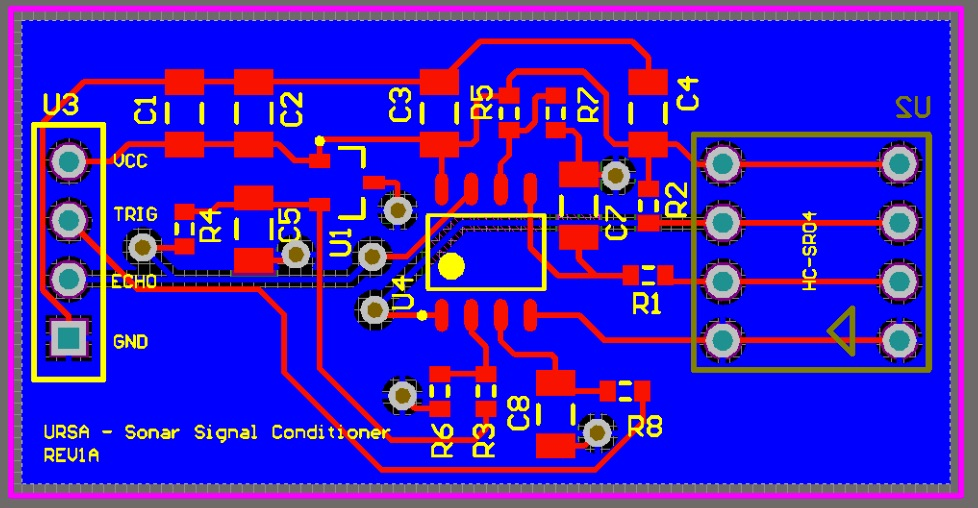 U3
C1
C2
C3
R5
R7
C4
U2
VCC
TRIG
ECHO
GND
R4
C5
U1
U4
C7
R2
HC-SR04
R1
R6
R3
C8
R8
URSA - Sonar Signal Conditioner
REV1A